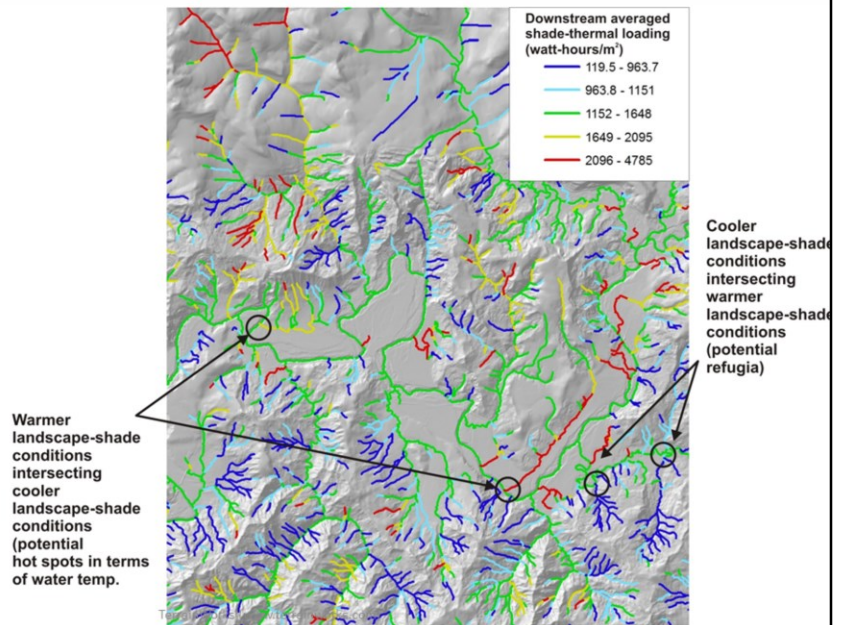 Downstream averaged
shade-thermal loading
(watt-hours/m²)
119.5 - 963.7
963.8 - 1151
1152 - 1648
1649 - 2095
2096 - 4785
Cooler
landscape-shade
conditions
intersecting
warmer
landscape-shade
conditions
(potential
refugia)
Warmer
landscape-shade
conditions
intersecting
cooler
landscape-shade
conditions
(potential
hot spots in terms
of water temp.